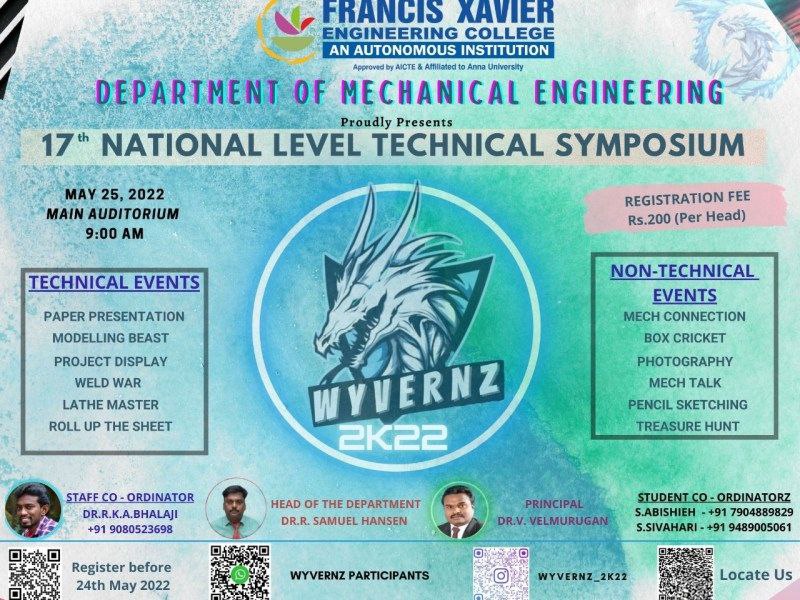 FRANCIS XAVIER
ENGINEERING COLLEGE
AN AUTONOMOUS INSTITUTION
Approved by AICTE & Affiliated to Anna University
DEPARTMENT OF MECHANICAL ENGINEERING
Proudly Presents
17th NATIONAL LEVEL TECHNICAL SYMPOSIUM
MAY 25, 2022
MAIN AUDITORIUM
9:00 AM
REGISTRATION FEE
Rs.200 (Per Head)
TECHNICAL EVENTS
PAPER PRESENTATION
MODELLING BEAST
PROJECT DISPLAY
WELD WAR
LATHE MASTER
ROLL UP THE SHEET
WYVERNZ
2K22
NON-TECHNICAL
EVENTS
MECH CONNECTION
BOX CRICKET
PHOTOGRAPHY
MECH TALK
PENCIL SKETCHING
TREASURE HUNT
STAFF CO - ORDINATOR
DR.R.K.A.BHALAJI
+91 9080523698
HEAD OF THE DEPARTMENT
DR.R. SAMUEL HANSEN
PRINCIPAL
DR.V. VELMURUGAN
STUDENT CO - ORDINATORZ
S.ABISHIEH - +91 7904889829
S.SIVAHARI - +91 9489005061
Register before
24th May 2022
WYVERNZ PARTICIPANTS
WYVERNZ_2K22
Locate Us